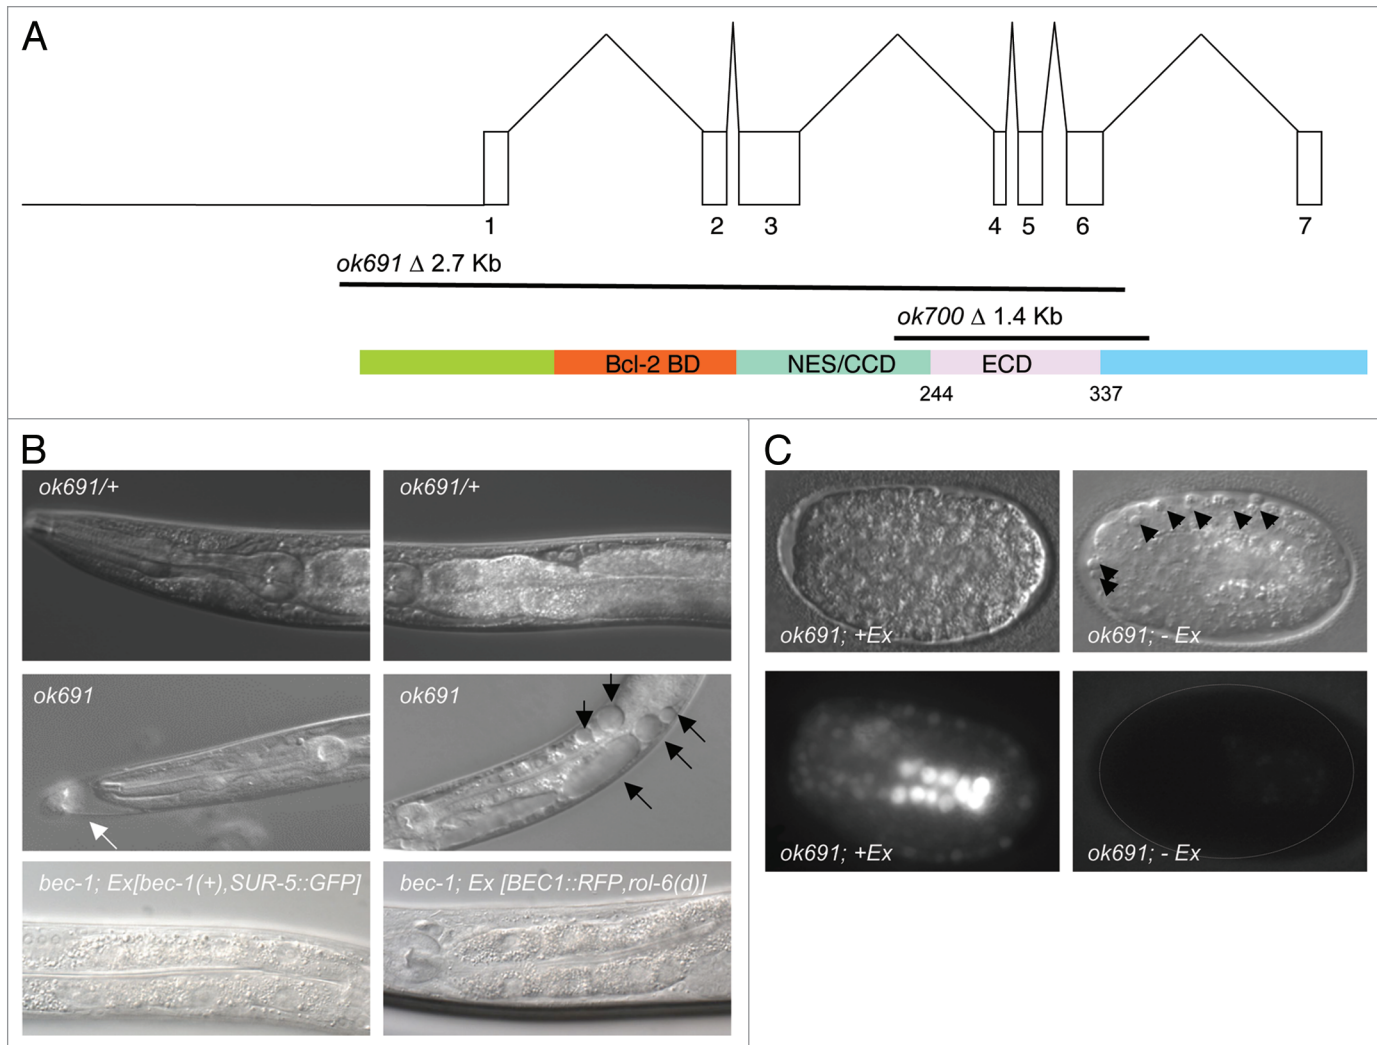 A
1 2 3 4 5 6 7
ok691 Δ 2.7 Kb
ok700 Δ 1.4 Kb
Bcl-2 BD NES/CCD ECD
244 337
B
ok691/+ ok691/+
ok691 ok691
bec-1; Ex[bec-1(+),SUR-5::GFP] bec-1; Ex [BEC1::RFP,rol-6(d)]
C
ok691; +Ex ok691; - Ex
ok691; +Ex ok691; - Ex